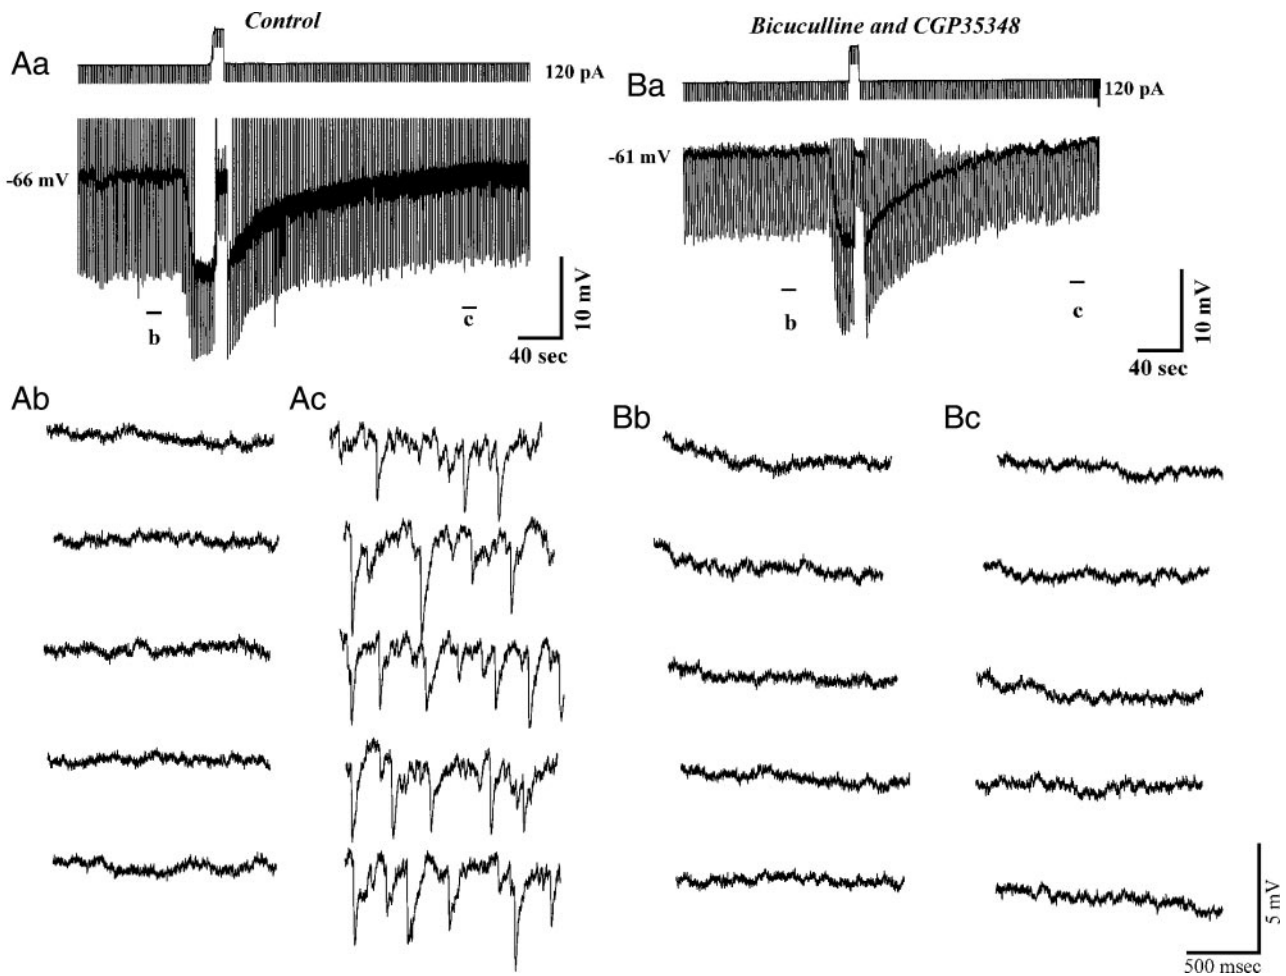 Control
Bicuculline and CGP35348
Aa
120 pA
Ba
120 pA
-66 mV
-61 mV
b
c
10 mV
40 sec
b
c
10 mV
40 sec
Ab
Ac
Bb
Bc
5 mV
500 msec